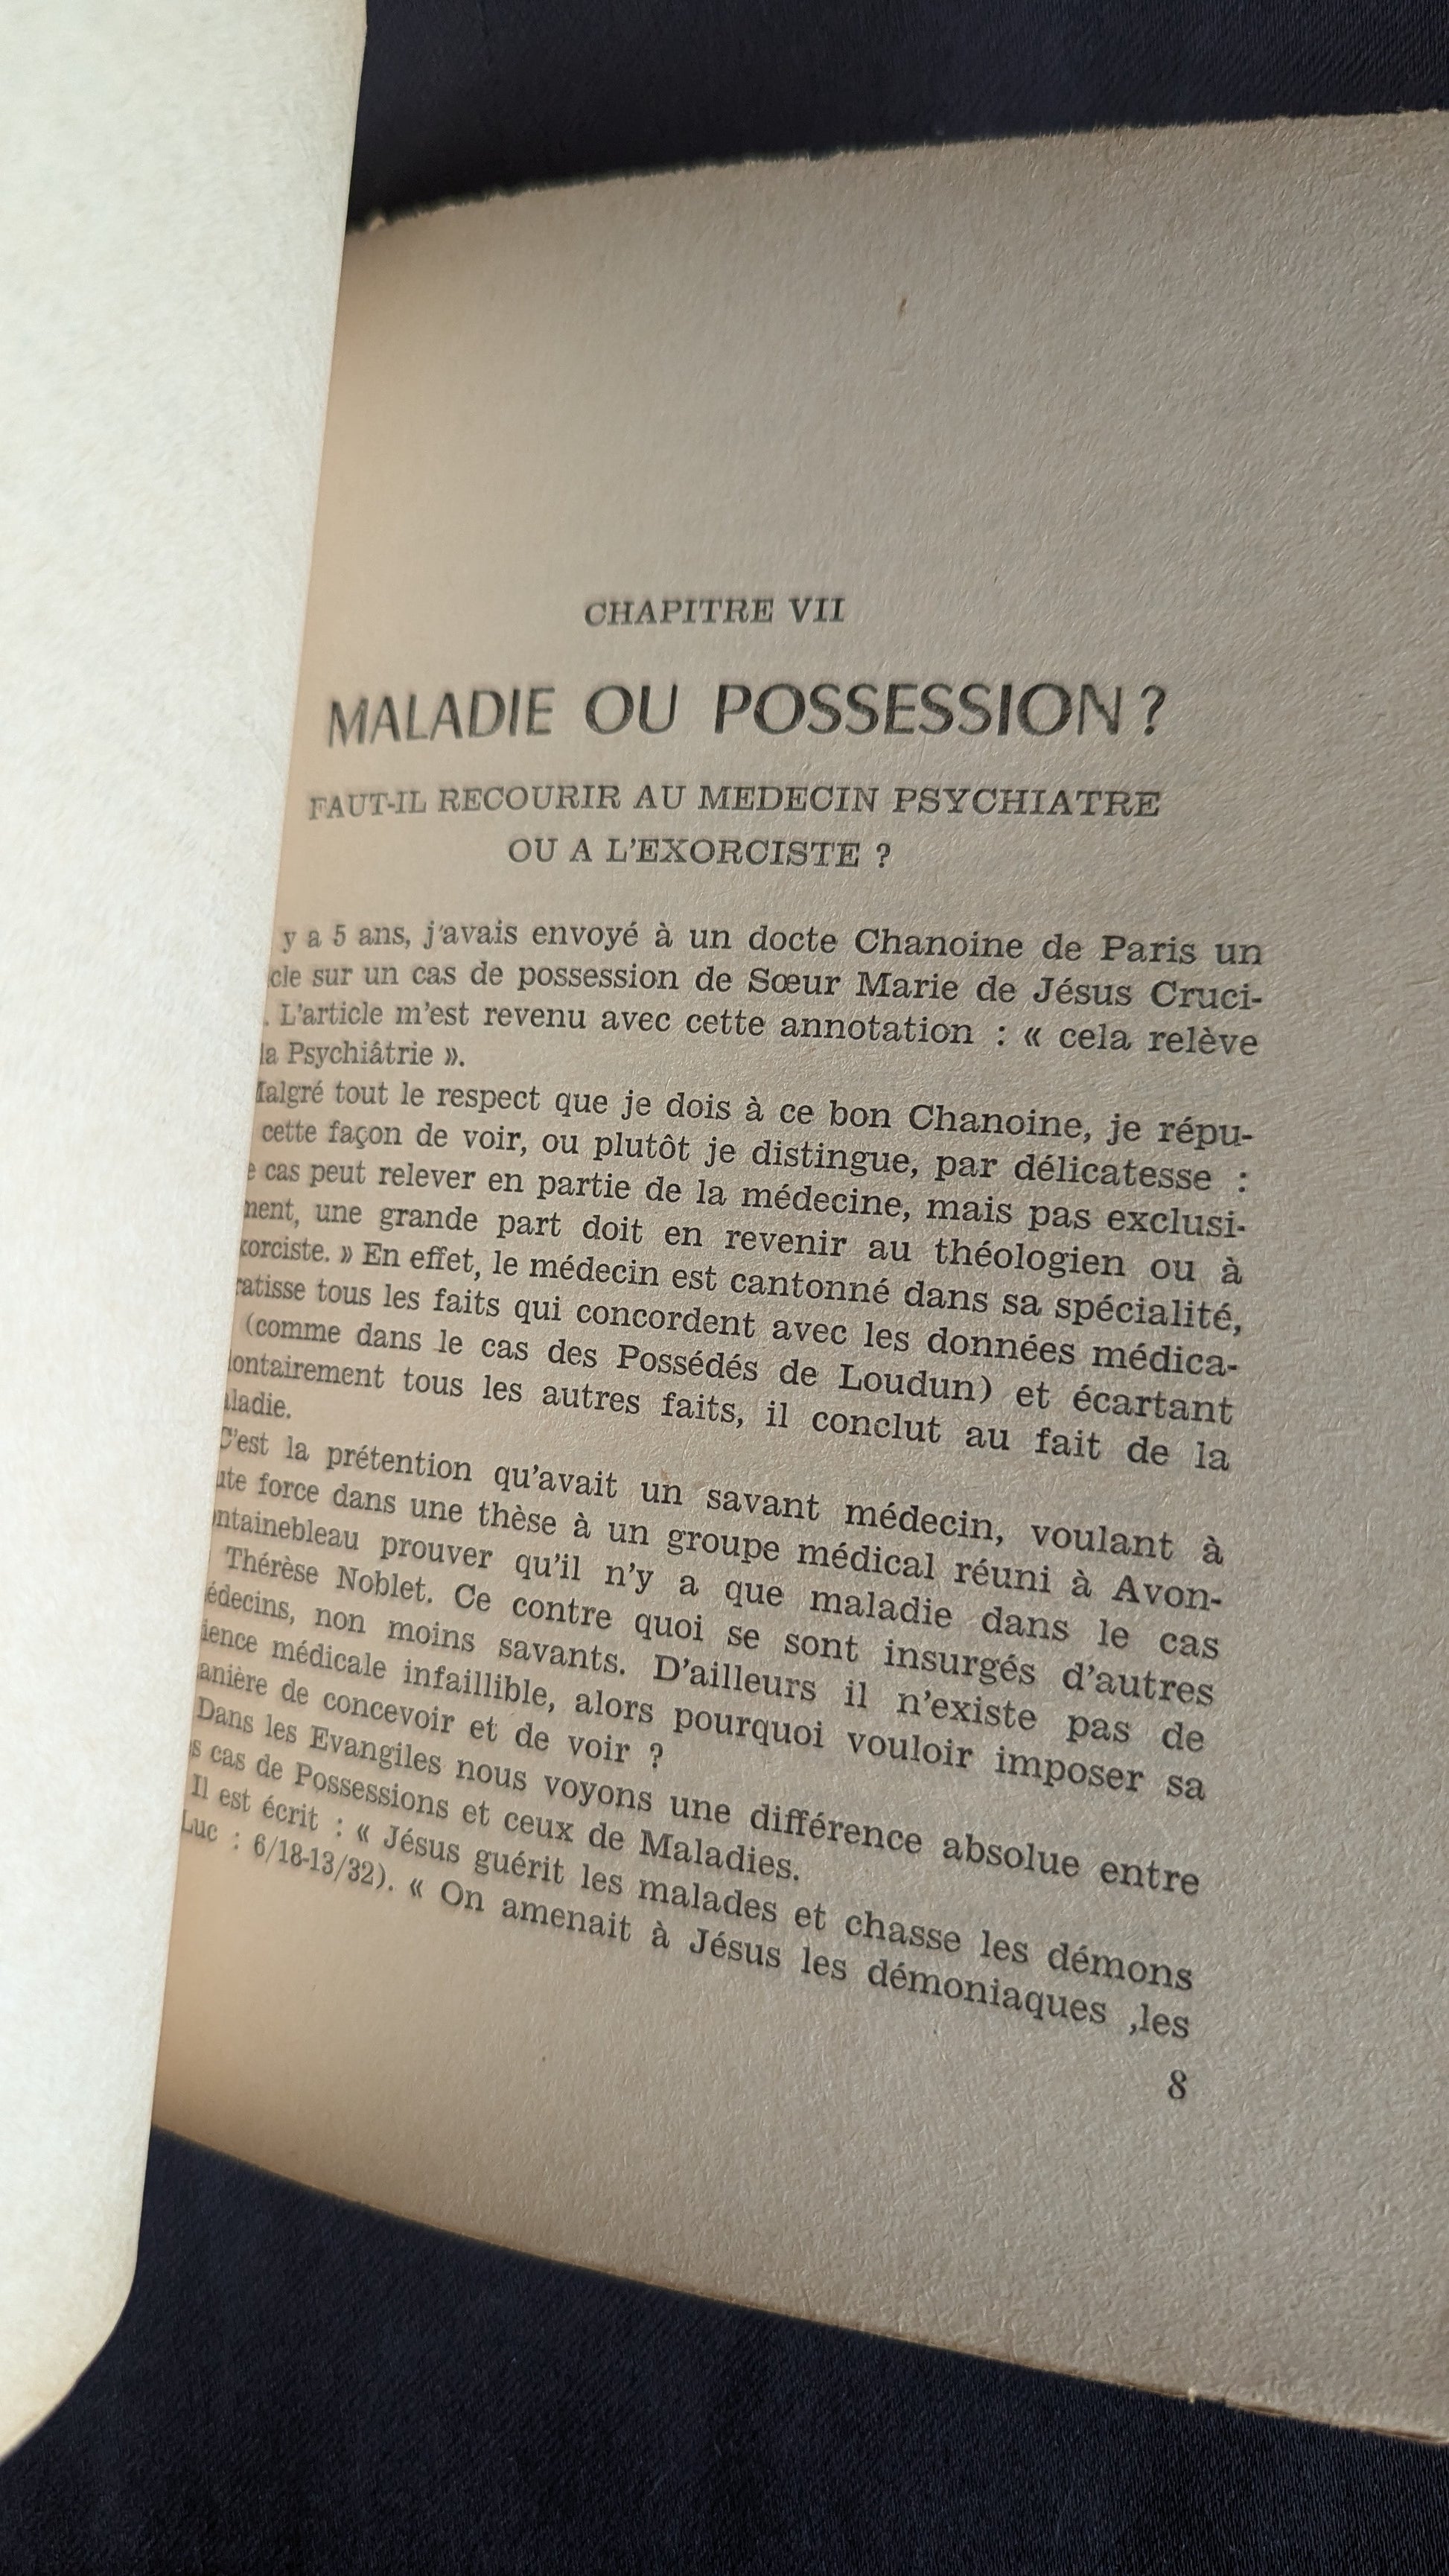 CHAPITRE VII
MALADIE OU POSSESSION ?
FAUT-IL RECOURIR AU MEDECIN PSYCHIATRE
OU A L'EXORCISTE ?
y a 5 ans, j'avais envoyé à un docte Chanoine de Paris un
cle sur un cas de possession de Sœur Marie de Jésus Cruci-
. L'article m'est revenu avec cette annotation : « cela relève
la Psychiâtrie ».
Malgré tout le respect que je dois à ce bon Chanoine, je répu-
cette façon de voir, ou plutôt je distingue, par délicatesse :
e cas peut relever en partie de la médecine, mais pas exclusi-
ment, une grande part doit en revenir au théologien ou à
xorciste. » En effet, le médecin est cantonné dans sa spécialité,
ratisse tous les faits qui concordent avec les données médica-
(comme dans le cas des Possédés de Loudun) et écartant
lontairement tous les autres faits, il conclut au fait de la
ladie.
C'est la prétention qu'avait un savant médecin, voulant à
ute force dans une thèse à un groupe médical réuni à Avon-
ontainebleau prouver qu'il n'y a que maladie dans le cas
Thérèse Noblet. Ce contre quoi se sont insurgés d'autres
édecins, non moins savants. D'ailleurs il n'existe pas de
ience médicale infaillible, alors pourquoi vouloir imposer sa
anière de concevoir et de voir ?
Dans les Evangiles nous voyons une différence absolue entre
s cas de Possessions et ceux de Maladies.
Il est écrit : « Jésus guérit les malades et chasse les démons
Luc : 6/18-13/32). « On amenait à Jésus les démoniaques ,les
8